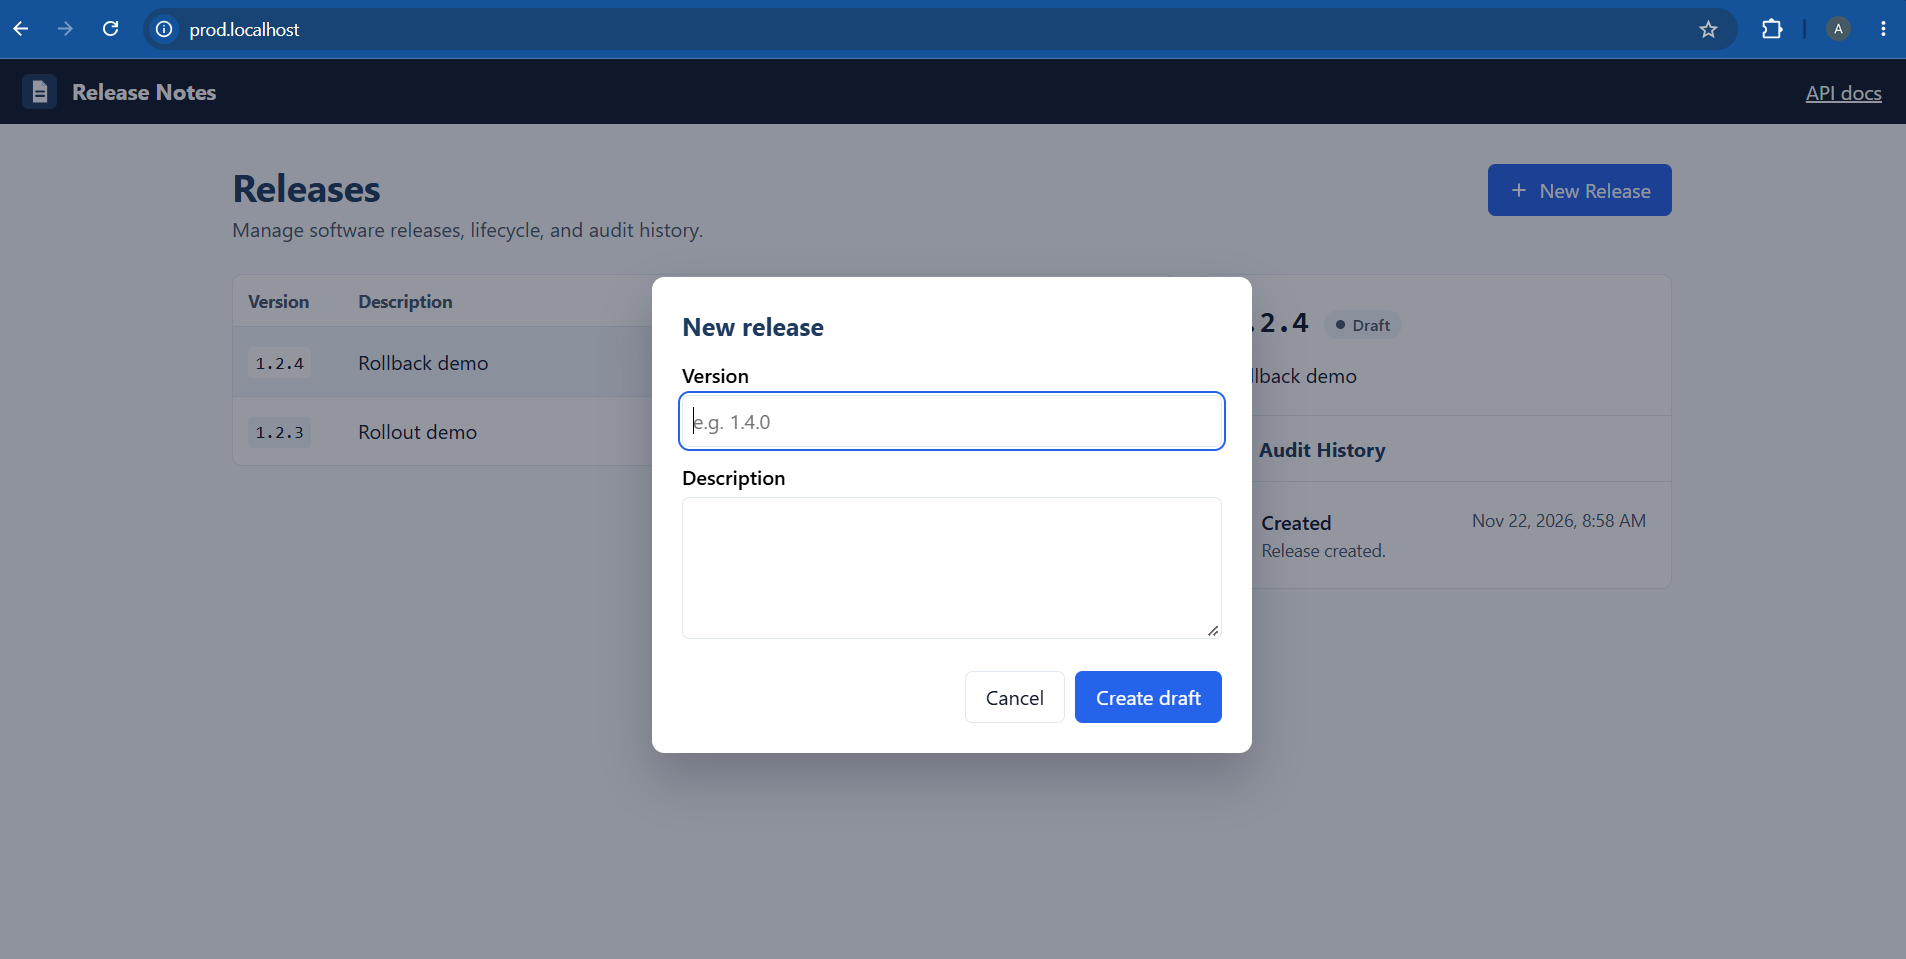 prod.localhost
A
Release Notes
API docs
Releases
Manage software releases, lifecycle, and audit history.
+ New Release
Version Description
1.2.4 Rollback demo
1.2.3 Rollout demo
New release
Version
e.g. 1.4.0
Description
Cancel Create draft
.2.4 Draft
llback demo
Audit History
Created Nov 22, 2026, 8:58 AM
Release created.